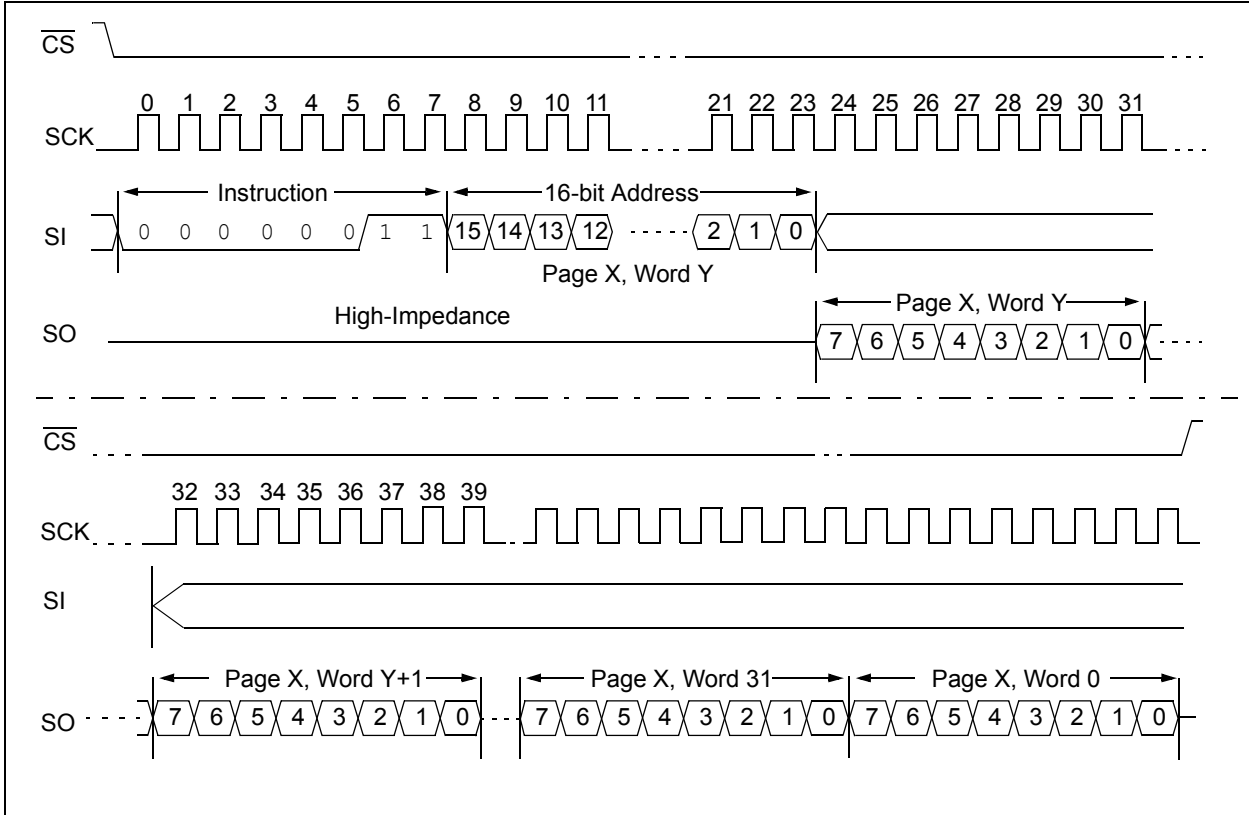 CS
0 1 2 3 4 5 6 7 8 9 10 11 21 22 23 24 25 26 27 28 29 30 31
SCK
Instruction 16-bit Address
SI 0 0 0 0 0 0 1 1 15 14 13 12 2 1 0
Page X, Word Y
High-Impedance Page X, Word Y
SO 7 6 5 4 3 2 1 0
CS
32 33 34 35 36 37 38 39
SCK
SI
Page X, Word Y+1 Page X, Word 31 Page X, Word 0
SO 7 6 5 4 3 2 1 0 7 6 5 4 3 2 1 0 7 6 5 4 3 2 1 0